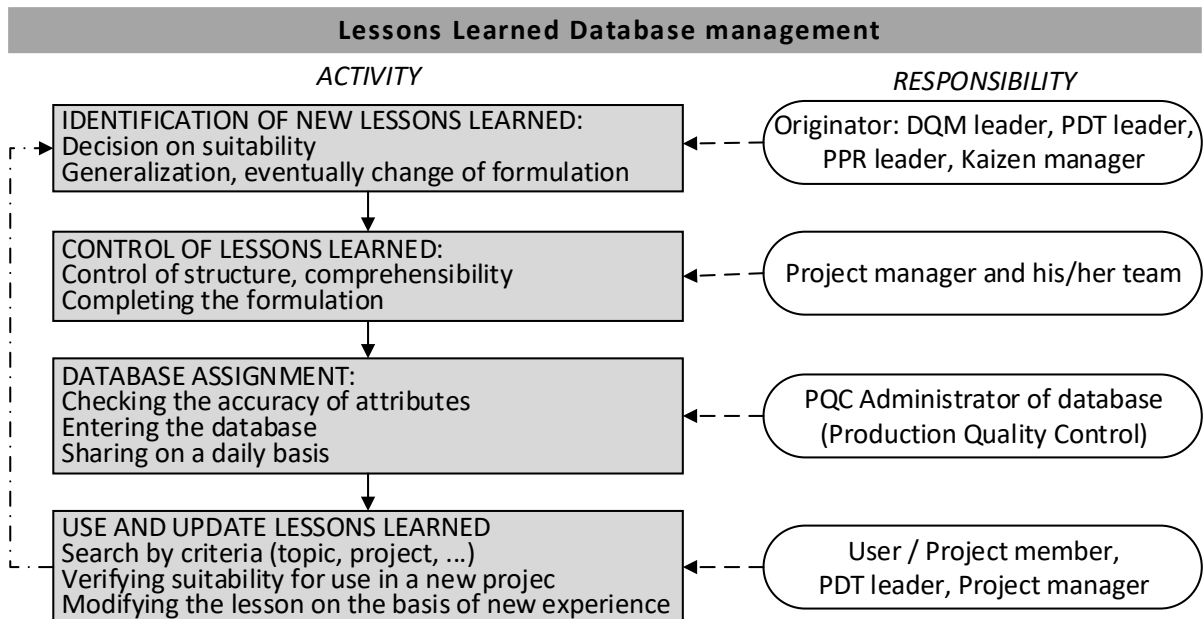 Lessons Learned Database management
ACTIVITY
RESPONSIBILITY
IDENTIFICATION OF NEW LESSONS LEARNED:
Decision on suitability
Generalization, eventually change of formulation
Originator: DQM leader, PDT leader,
PPR leader, Kaizen manager
CONTROL OF LESSONS LEARNED:
Control of structure, comprehensibility
Completing the formulation
Project manager and his/her team
DATABASE ASSIGNMENT:
Checking the accuracy of attributes
Entering the database
Sharing on a daily basis
PQC Administrator of database
(Production Quality Control)
USE AND UPDATE LESSONS LEARNED
Search by criteria (topic, project, ...)
Verifying suitability for use in a new projec
Modifying the lesson on the basis of new experience
User / Project member,
PDT leader, Project manager